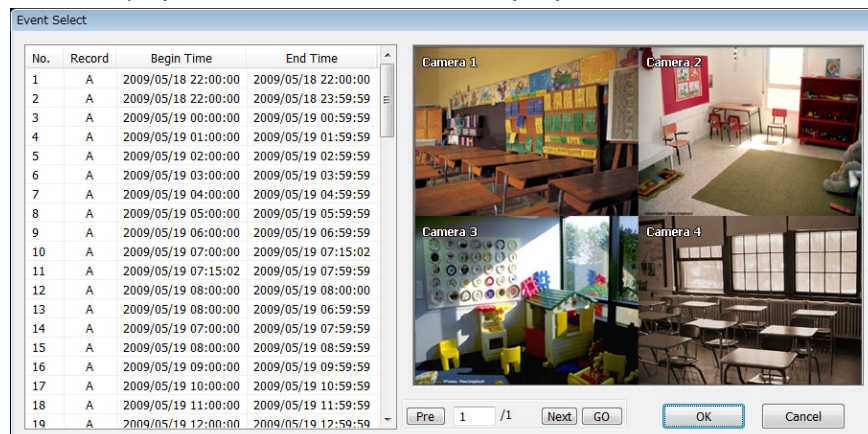 Event Select
No. Record Begin Time End Time
1 A 2009/05/18 22:00:00 2009/05/18 22:00:00
2 A 2009/05/18 22:00:00 2009/05/18 23:59:59
3 A 2009/05/19 00:00:00 2009/05/19 00:59:59
4 A 2009/05/19 01:00:00 2009/05/19 01:59:59
5 A 2009/05/19 02:00:00 2009/05/19 02:59:59
6 A 2009/05/19 03:00:00 2009/05/19 03:59:59
7 A 2009/05/19 04:00:00 2009/05/19 04:59:59
8 A 2009/05/19 05:00:00 2009/05/19 05:59:59
9 A 2009/05/19 06:00:00 2009/05/19 06:59:59
10 A 2009/05/19 07:00:00 2009/05/19 07:15:02
11 A 2009/05/19 07:15:02 2009/05/19 07:59:59
12 A 2009/05/19 08:00:00 2009/05/19 08:00:00
13 A 2009/05/19 08:00:00 2009/05/19 06:59:59
14 A 2009/05/19 07:00:00 2009/05/19 07:59:59
15 A 2009/05/19 08:00:00 2009/05/19 08:59:59
16 A 2009/05/19 09:00:00 2009/05/19 09:59:59
17 A 2009/05/19 10:00:00 2009/05/19 10:59:59
18 A 2009/05/19 11:00:00 2009/05/19 11:59:59
19 A 2009/05/19 12:00:00 2009/05/19 12:59:59
Camera 1
Camera 2
Camera 3
Camera 4
Pre 1 /1 Next GO OK Cancel